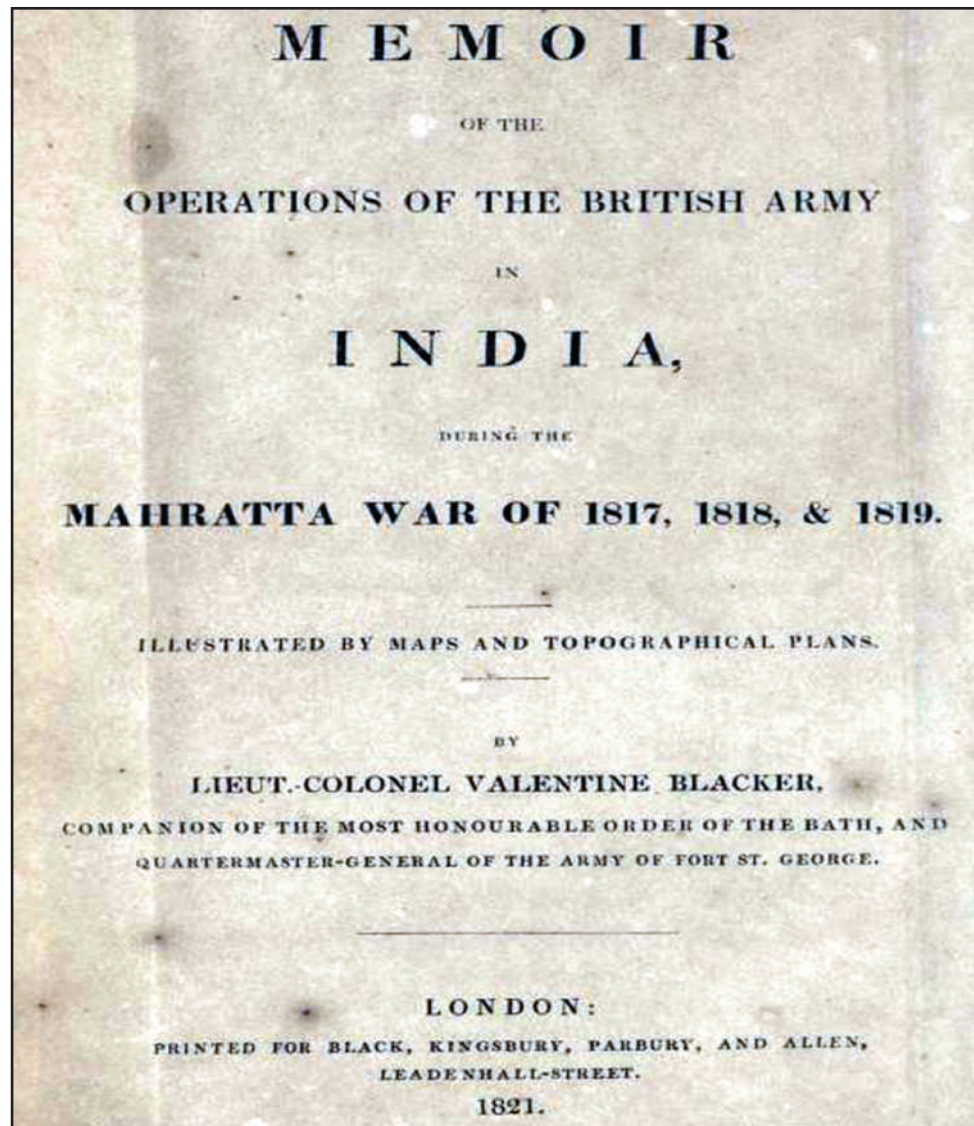 MEMOIR
OF THE
OPERATIONS OF THE BRITISH ARMY
IN
INDIA,
DURING THE
MAHRATTA WAR OF 1817, 1818, & 1819.
ILLUSTRATED BY MAPS AND TOPOGRAPHICAL PLANS.
BY
LIEUT.-COLONEL VALENTINE BLACKER,
COMPANION OF THE MOST HONOURABLE ORDER OF THE BATH, AND
QUARTERMASTER-GENERAL OF THE ARMY OF FORT ST. GEORGE.
LONDON:
PRINTED FOR BLACK, KINGSBURY, PARBURY, AND ALLEN,
LEADENHALL-STREET.
1821.